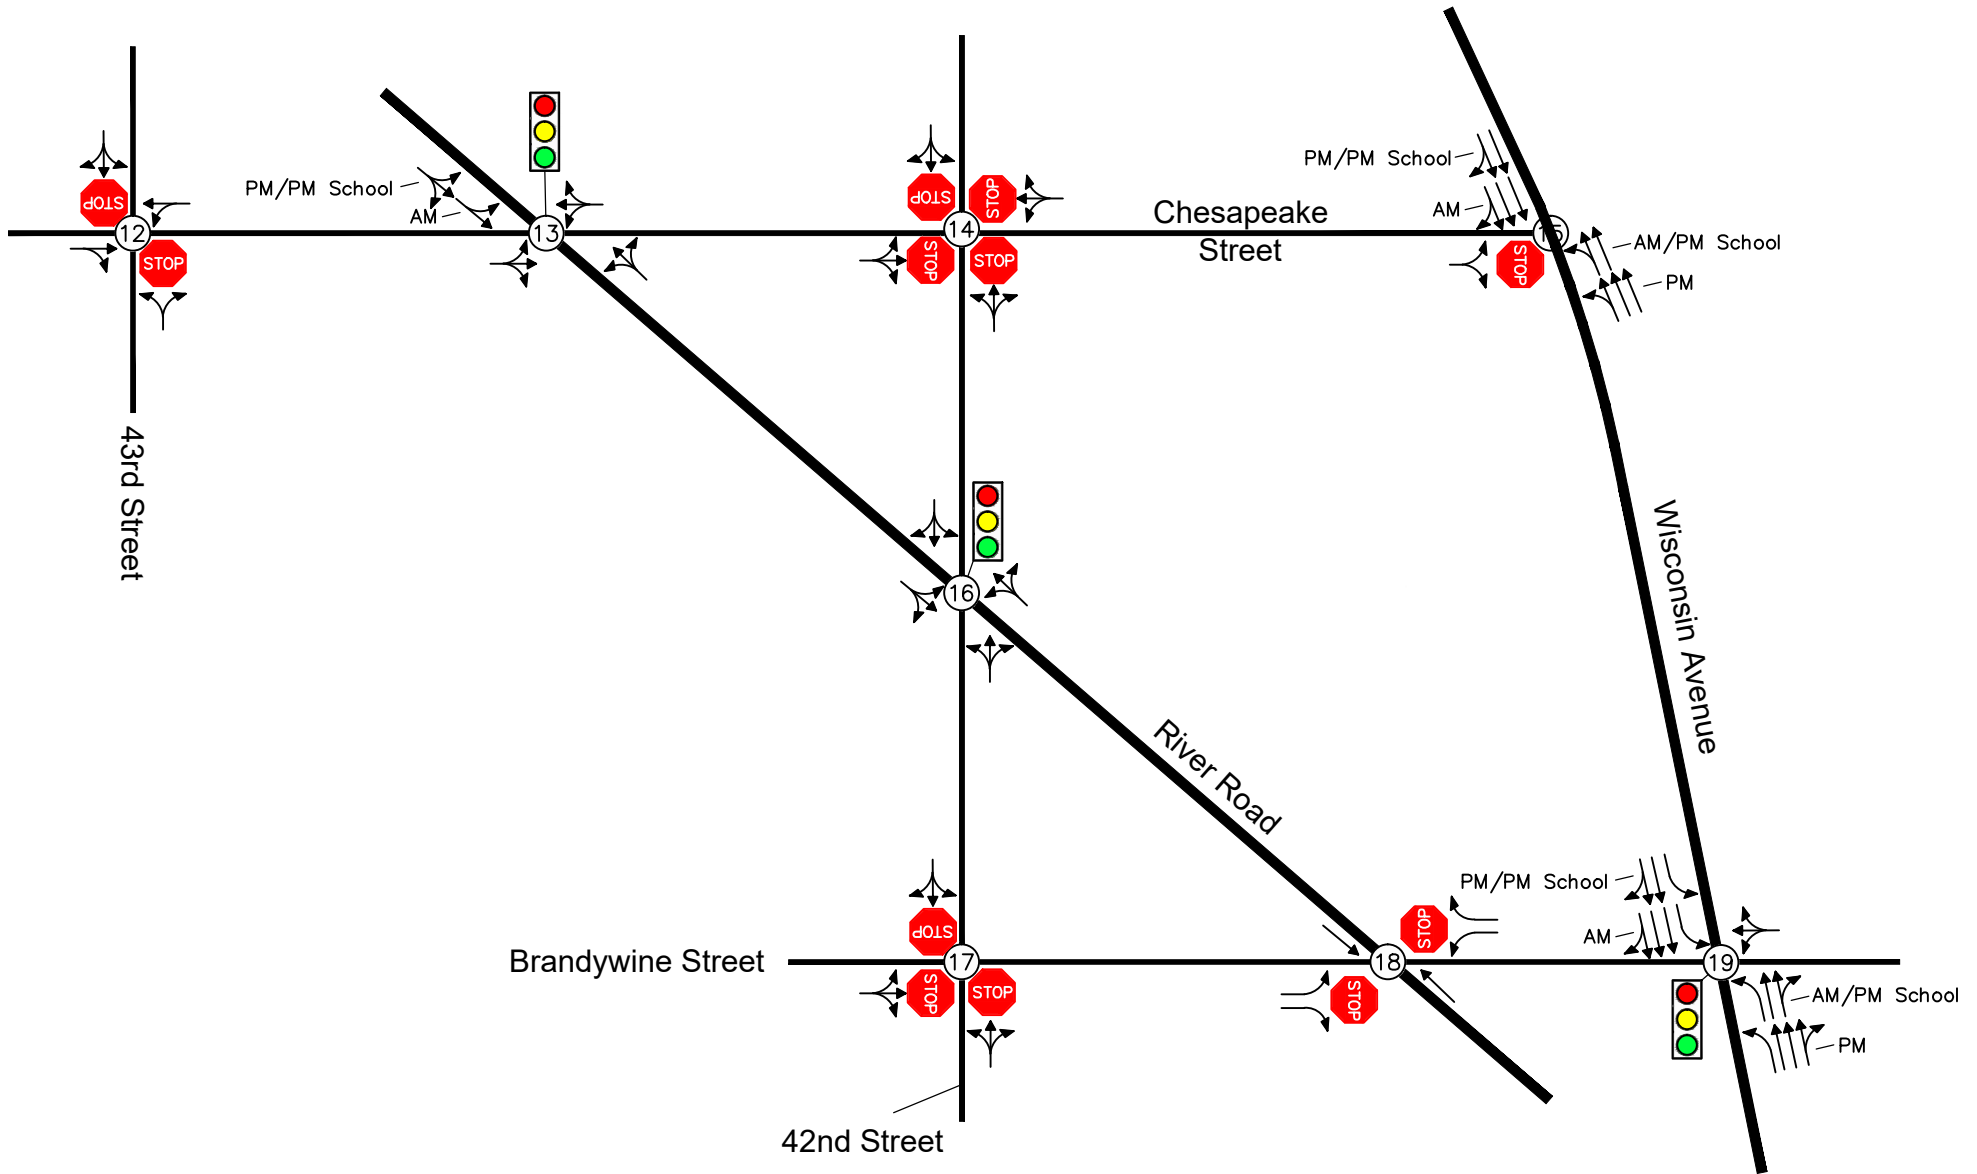 PM/PM School
PM/PM School
STOP
STOP
STOP
AM
AM
Chesapeake
Street
12
13
14
15
STOP
STOP
STOP
STOP
AM/PM School
PM
43rd Street
16
Wisconsin Avenue
River Road
PM/PM School
STOP
STOP
AM
Brandywine Street
17
18
19
STOP
STOP
STOP
AM/PM School
PM
42nd Street